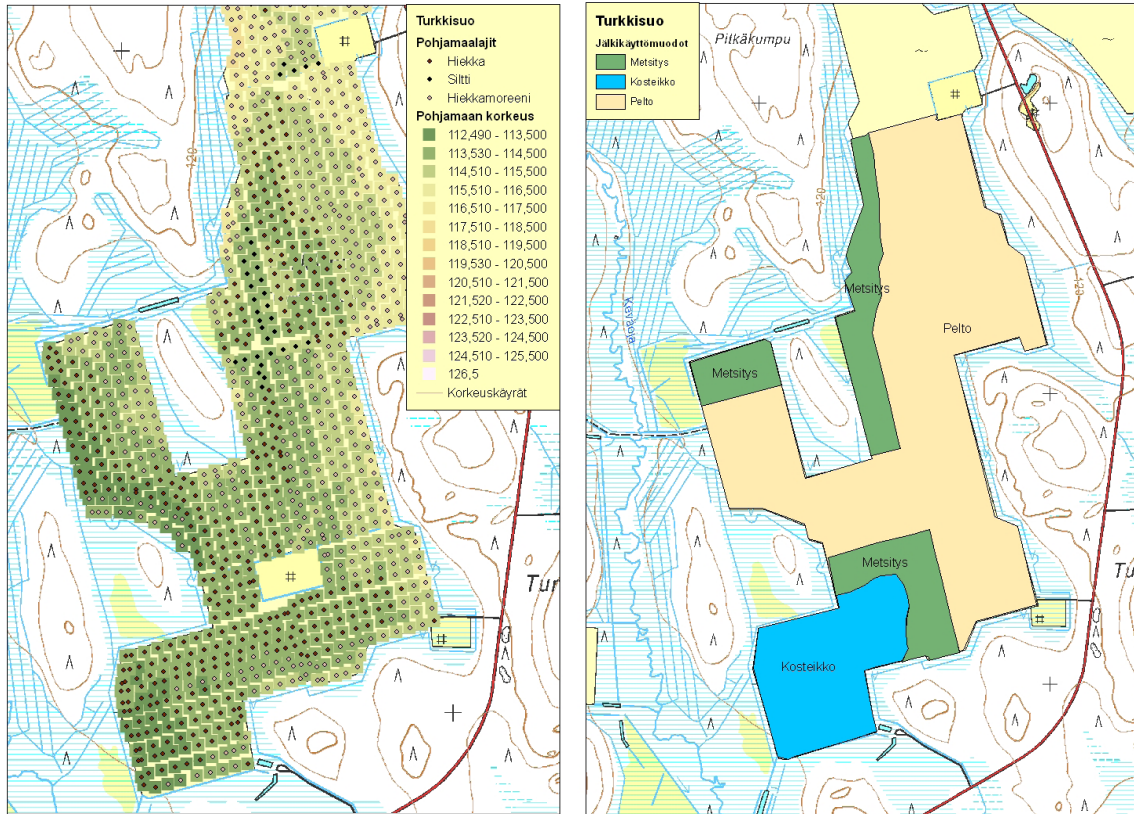 Turkkisuo
Pohjamaalajit
Hiekka
Siltti
Hiekkamoreeni
Pohjamaan korkeus
112,490 - 113,500
113,530 - 114,500
114,510 - 115,500
115,510 - 116,500
116,510 - 117,500
117,510 - 118,500
118,510 - 119,500
119,530 - 120,500
120,510 - 121,500
121,520 - 122,500
122,510 - 123,500
123,520 - 124,500
124,510 - 125,500
126,5
Korkeuskäyrät
120
Tur
Turkkisuo
Jälkikäyttömuodot
Metsitys
Kosteikko
Pelto
Pitkäkumpu
120
Metsitys
Pelto
Metsitys
Metsitys
Kosteikko
Tu